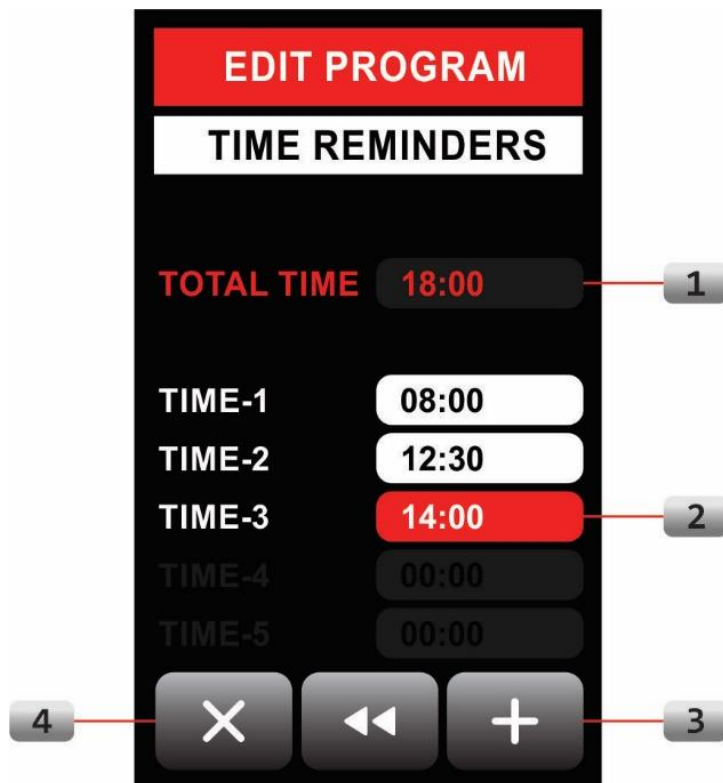 EDIT PROGRAM
TIME REMINDERS
TOTAL TIME 18:00
1
TIME-1 08:00
TIME-2 12:30
TIME-3 14:00
2
TIME-4 00:00
TIME-5 00:00
4
3